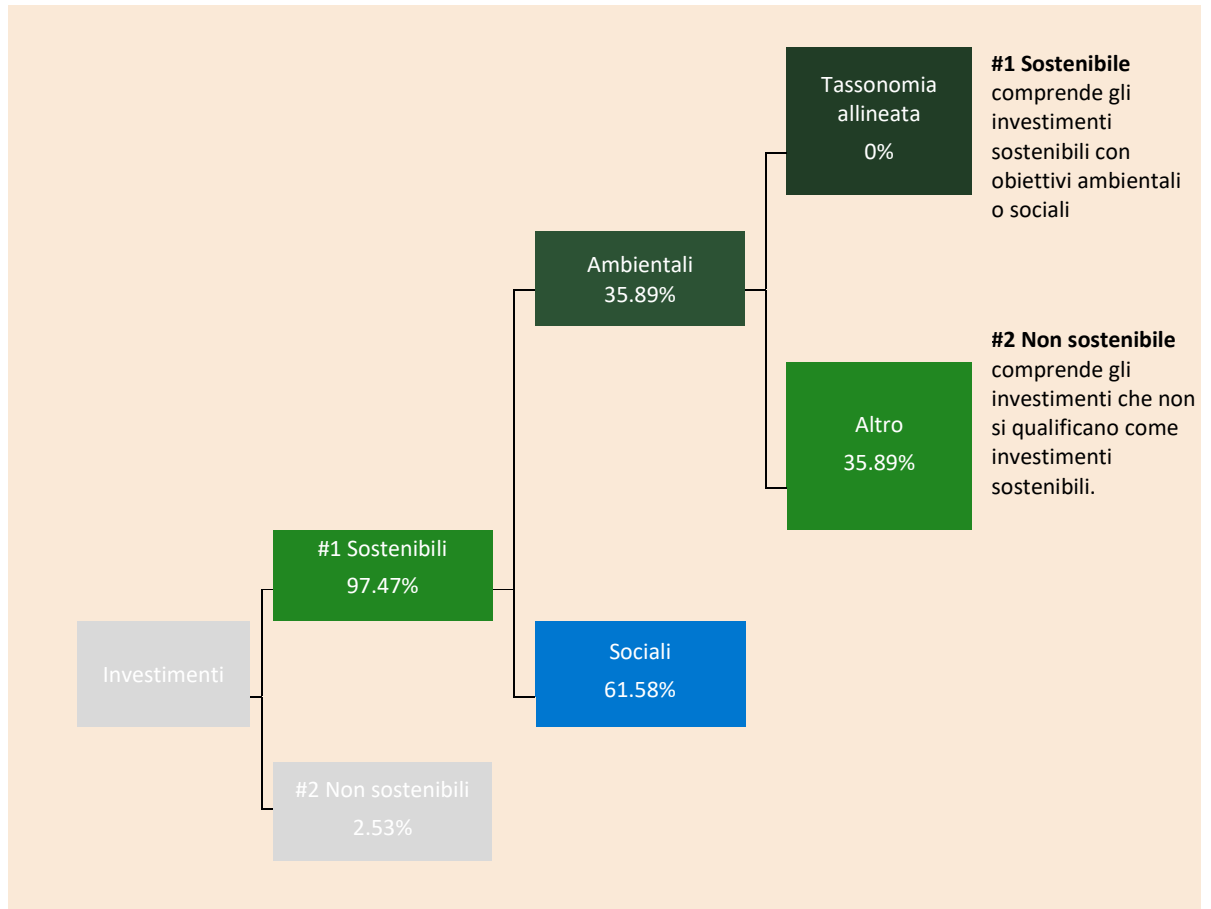 Tassonomia
allineata
0%
#1 Sostenibile
comprende gli
investimenti
sostenibili con
obiettivi ambientali
o sociali
Ambientali
35.89%
#2 Non sostenibile
comprende gli
investimenti che non
si qualificano come
investimenti
sostenibili.
Altro
35.89%
#1 Sostenibili
97.47%
Investimenti
Sociali
61.58%
#2 Non sostenibili
2.53%